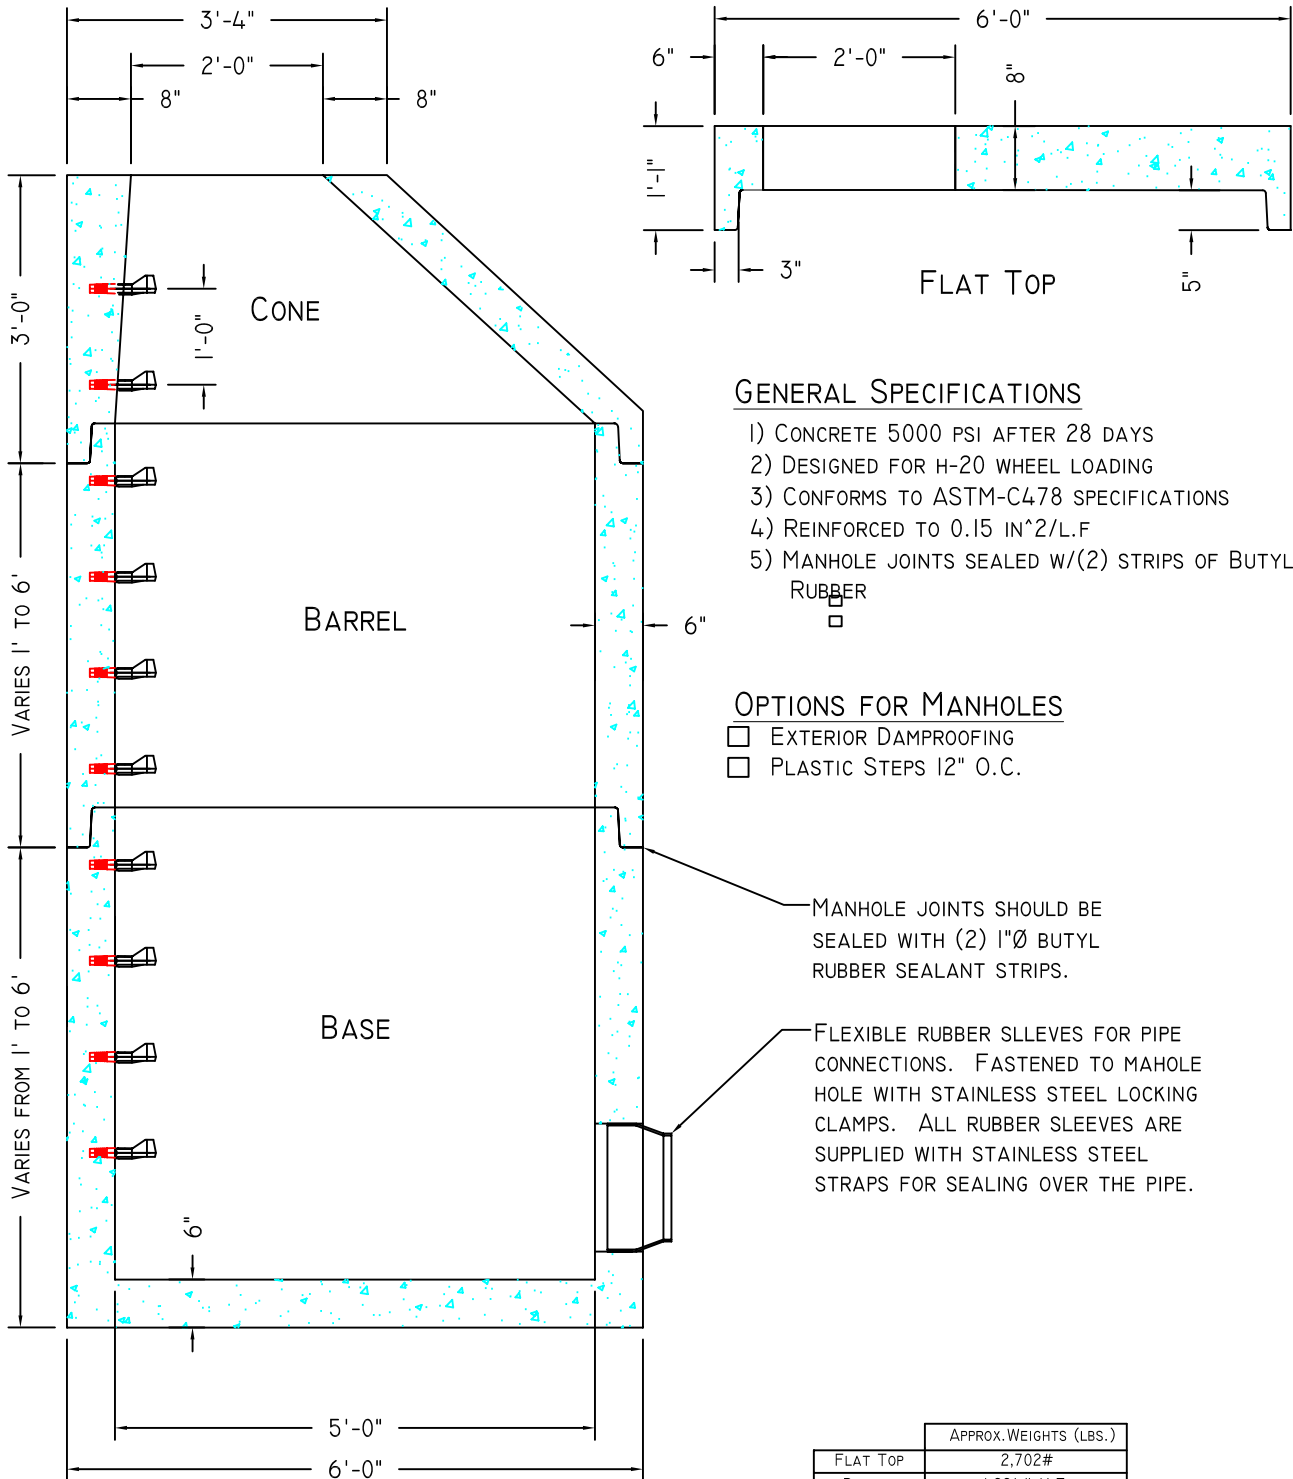 3'-4"
2'-0"
8"
8"
6'-0"
6"
2'-0"
8"
1'-1"
3"
5"
FLAT TOP
3'-0"
CONE
1'-0"
GENERAL SPECIFICATIONS
1) CONCRETE 5000 PSI AFTER 28 DAYS
2) DESIGNED FOR H-20 WHEEL LOADING
3) CONFORMS TO ASTM-C478 SPECIFICATIONS
4) REINFORCED TO 0.15 IN^2/L.F
5) MANHOLE JOINTS SEALED W/(2) STRIPS OF BUTYL
RUBBER
VARIES 1' TO 6'
BARREL
6"
OPTIONS FOR MANHOLES
EXTERIOR DAMPROOFING
PLASTIC STEPS 12" O.C.
MANHOLE JOINTS SHOULD BE
SEALED WITH (2) 1"Ø BUTYL
RUBBER SEALANT STRIPS.
VARIES FROM 1' TO 6'
BASE
FLEXIBLE RUBBER SLLEVES FOR PIPE
CONNECTIONS. FASTENED TO MAHOLE
HOLE WITH STAINLESS STEEL LOCKING
CLAMPS. ALL RUBBER SLEEVES ARE
SUPPLIED WITH STAINLESS STEEL
STRAPS FOR SEALING OVER THE PIPE.
6"
5'-0"
6'-0"
APPROX.WEIGHTS (LBS.)
FLAT TOP 2,702#